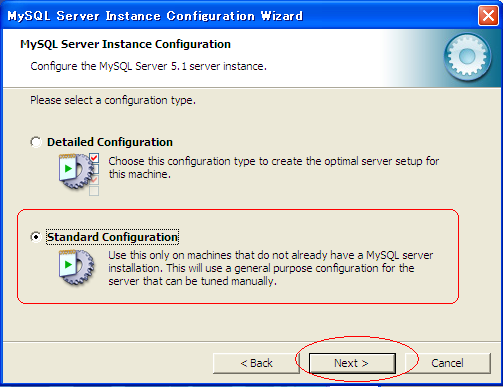 MySQL Server Instance Configuration Wizard
MySQL Server Instance Configuration
Configure the MySQL Server 5.1 server instance.
Please select a configuration type.
Detailed Configuration
Choose this configuration type to create the optimal server setup for
this machine.
Standard Configuration
Use this only on machines that do not already have a MySQL server
installation. This will use a general purpose configuration for the
server that can be tuned manually.
< Back
Next >
Cancel